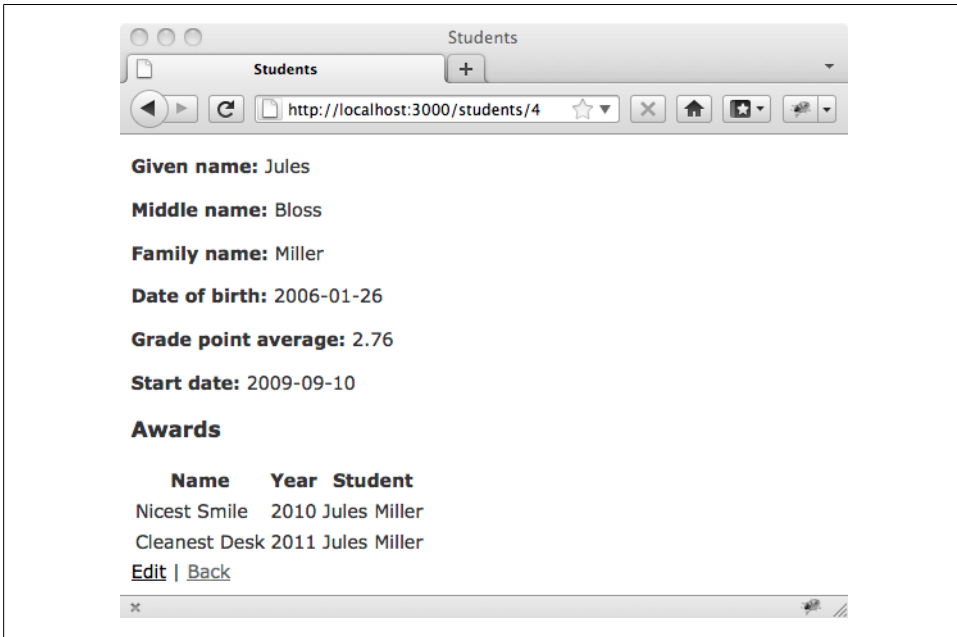 Students
Students
http://localhost:3000/students/4
Given name: Jules
Middle name: Bloss
Family name: Miller
Date of birth: 2006-01-26
Grade point average: 2.76
Start date: 2009-09-10
Awards
Name Year Student
Nicest Smile 2010 Jules Miller
Cleanest Desk 2011 Jules Miller
Edit | Back